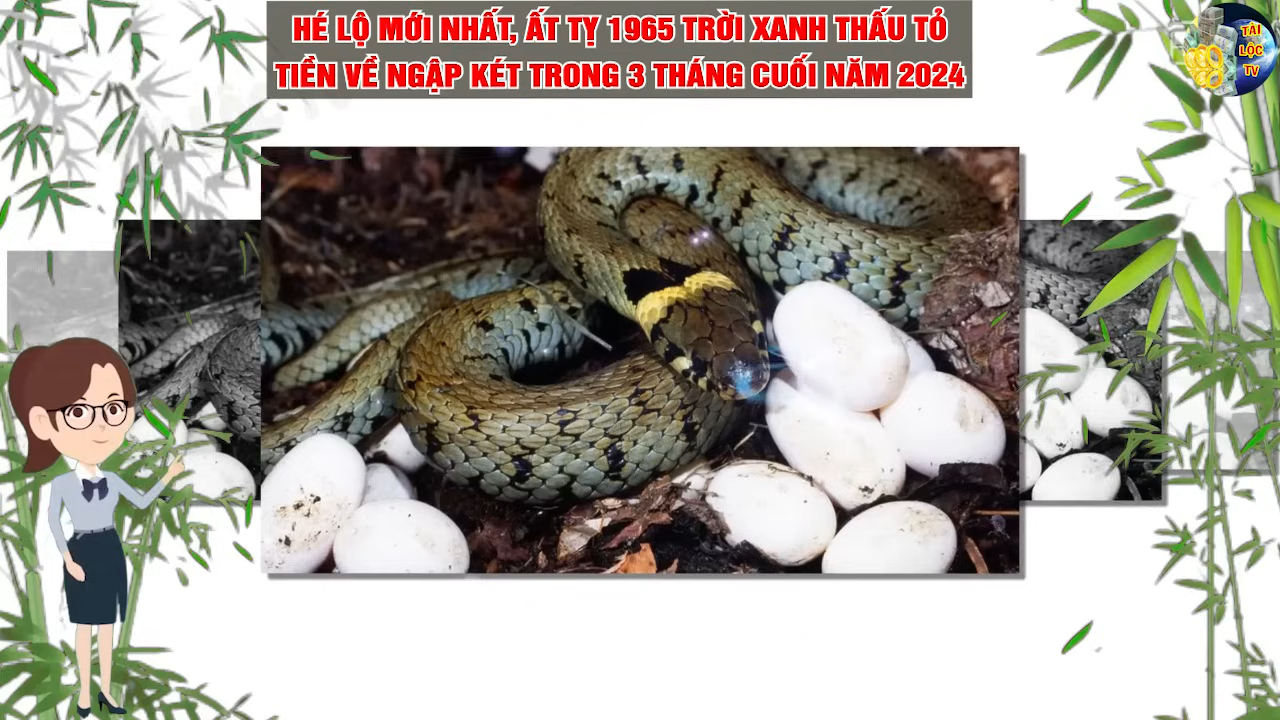 HÉ LỘ MỚI NHẤT, ẤT TỴ 1965 TRỜI XANH THẤU TỎ
TIỀN VỀ NGẬP KÉT TRONG 3 THÁNG CUỐI NĂM 2024
TÀI
LỘC
TV